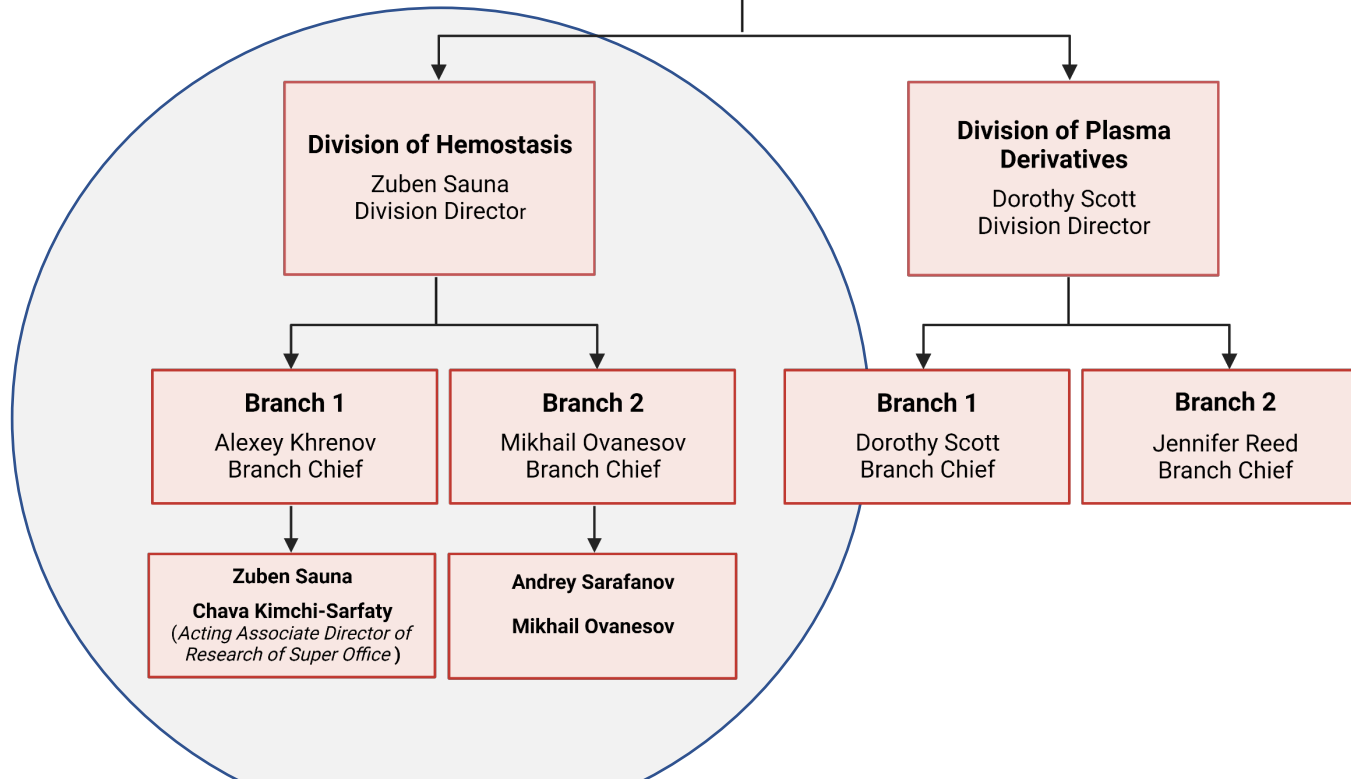 Division of Hemostasis
Zuben Sauna
Division Director
Division of Plasma
Derivatives
Dorothy Scott
Division Director
Branch 1
Alexey Khrenov
Branch Chief
Branch 2
Mikhail Ovanesov
Branch Chief
Branch 1
Dorothy Scott
Branch Chief
Branch 2
Jennifer Reed
Branch Chief
Zuben Sauna
Chava Kimchi-Sarfaty
(Acting Associate Director of
Research of Super Office )
Andrey Sarafanov
Mikhail Ovanesov